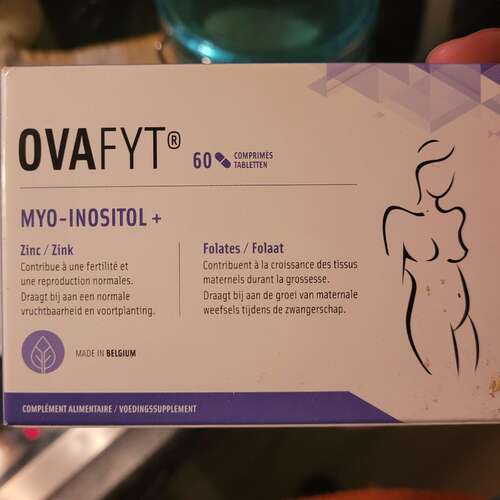 OVAFYT®
60 COMPRIMÉS
TABLETTEN
MYO-INOSITOL +
Zinc / Zink
Contribue à une fertilité et
une reproduction normales.
Draagt bij aan een normale
vruchtbaarheid en voortplanting.
Folates / Folaat
Contribuent à la croissance des tissus
maternels durant la grossesse.
Draagt bij aan de groei van maternale
weefsels tijdens de zwangerschap.
MADE IN BELGIUM
COMPLÉMENT ALIMENTAIRE / VOEDINGSSUPPLEMENT